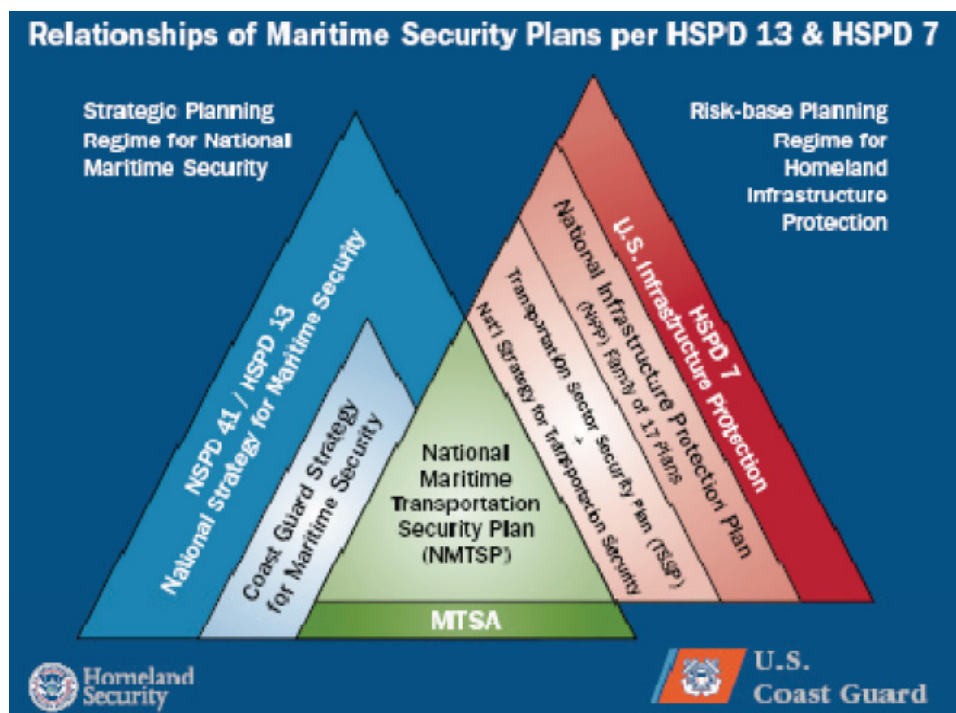 Relationships of Maritime Security Plans per HSPD 13 & HSPD 7
Strategic Planning
Regime for National
Maritime Security
Risk-base Planning
Regime for
Homeland
Infrastructure
Protection
NSPD 41 / HSPD 13
National Strategy for Maritime Security
Coast Guard Strategy
for Maritime Security
National
Maritime
Transportation
Security Plan
(NMTSP)
MTSA
Nat'l Strategy for Transportation Security
+
Transportation Sector Security Plan (TSSP)
(NIPP) Family of 17 Plans
National Infrastructure Protection Plan
U.S. Infrastructure Protection
HSPD 7
Homeland
Security
U.S.
Coast Guard